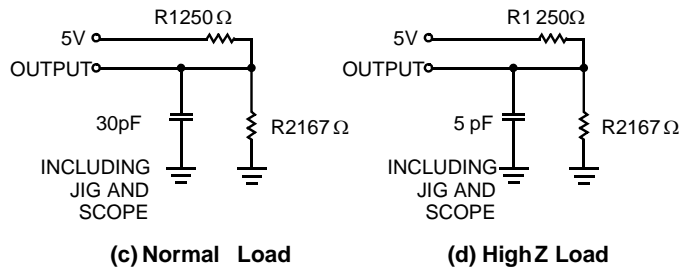 R1250Ω
5V
OUTPUT
30pF
R2167Ω
INCLUDING
JIG AND
SCOPE
(c) Normal Load
R1 250Ω
5V
OUTPUT
5 pF
R2167Ω
INCLUDING
JIG AND
SCOPE
(d) High Z Load